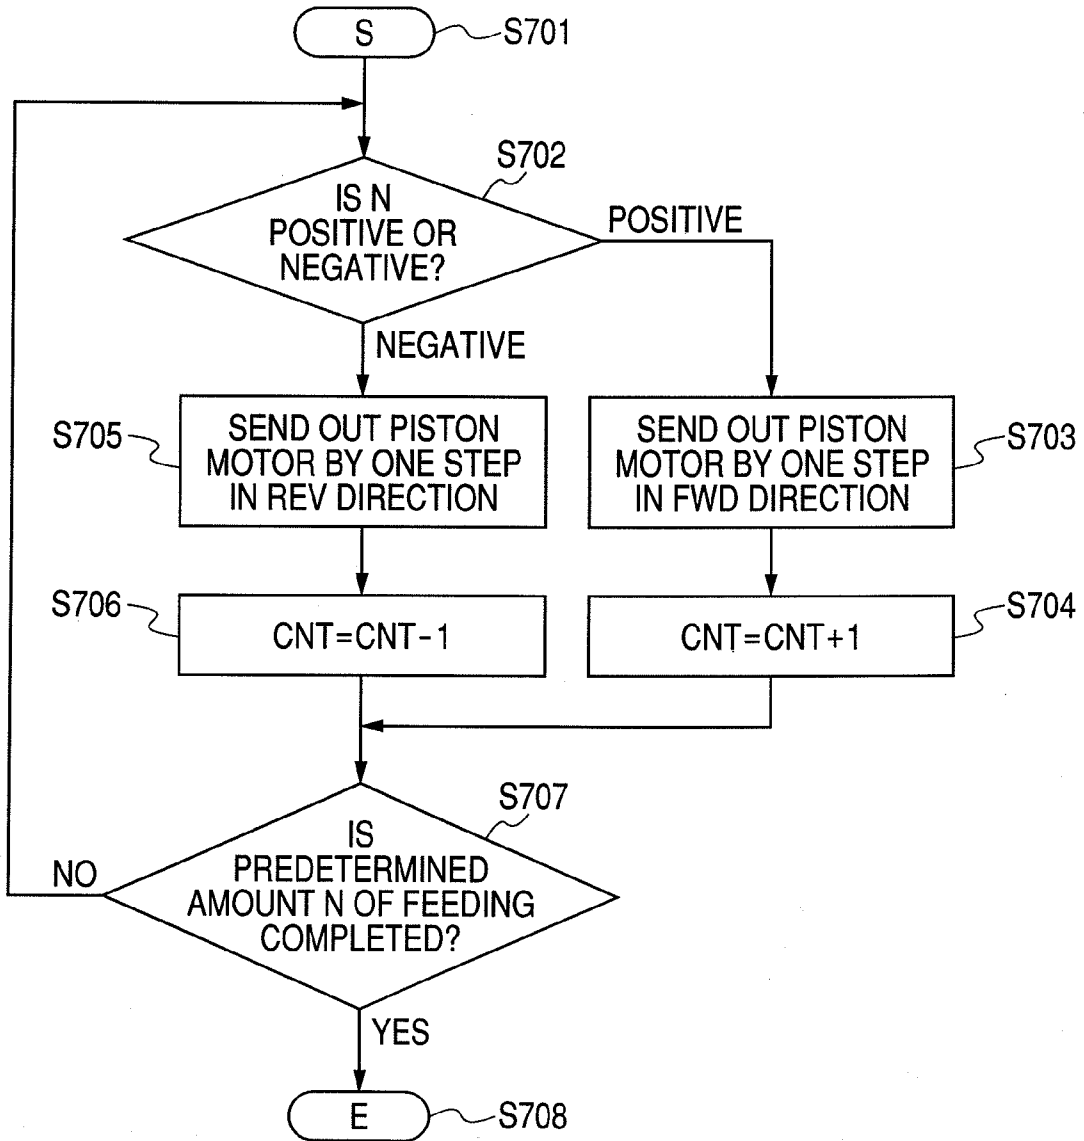 S
S701
S702
IS N
POSITIVE OR
NEGATIVE?
POSITIVE
NEGATIVE
S705
SEND OUT PISTON
MOTOR BY ONE STEP
IN REV DIRECTION
SEND OUT PISTON
MOTOR BY ONE STEP
IN FWD DIRECTION
S703
S706
CNT=CNT-1
CNT=CNT+1
S704
S707
IS
PREDETERMINED
AMOUNT N OF FEEDING
COMPLETED?
NO
YES
E
S708